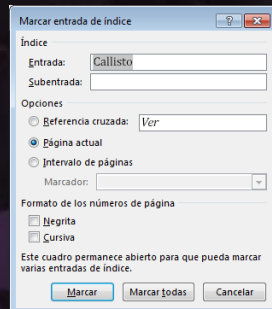 Marcar entrada de índice
Índice
Entrada: Callisto
Subentrada:
Opciones
Referencia cruzada: Ver
Página actual
Intervalo de páginas
Marcador:
Formato de los números de página
Negrita
Cursiva
Este cuadro permanece abierto para que pueda marcar
varias entradas de índice.
Marcar Marcar todas Cancelar